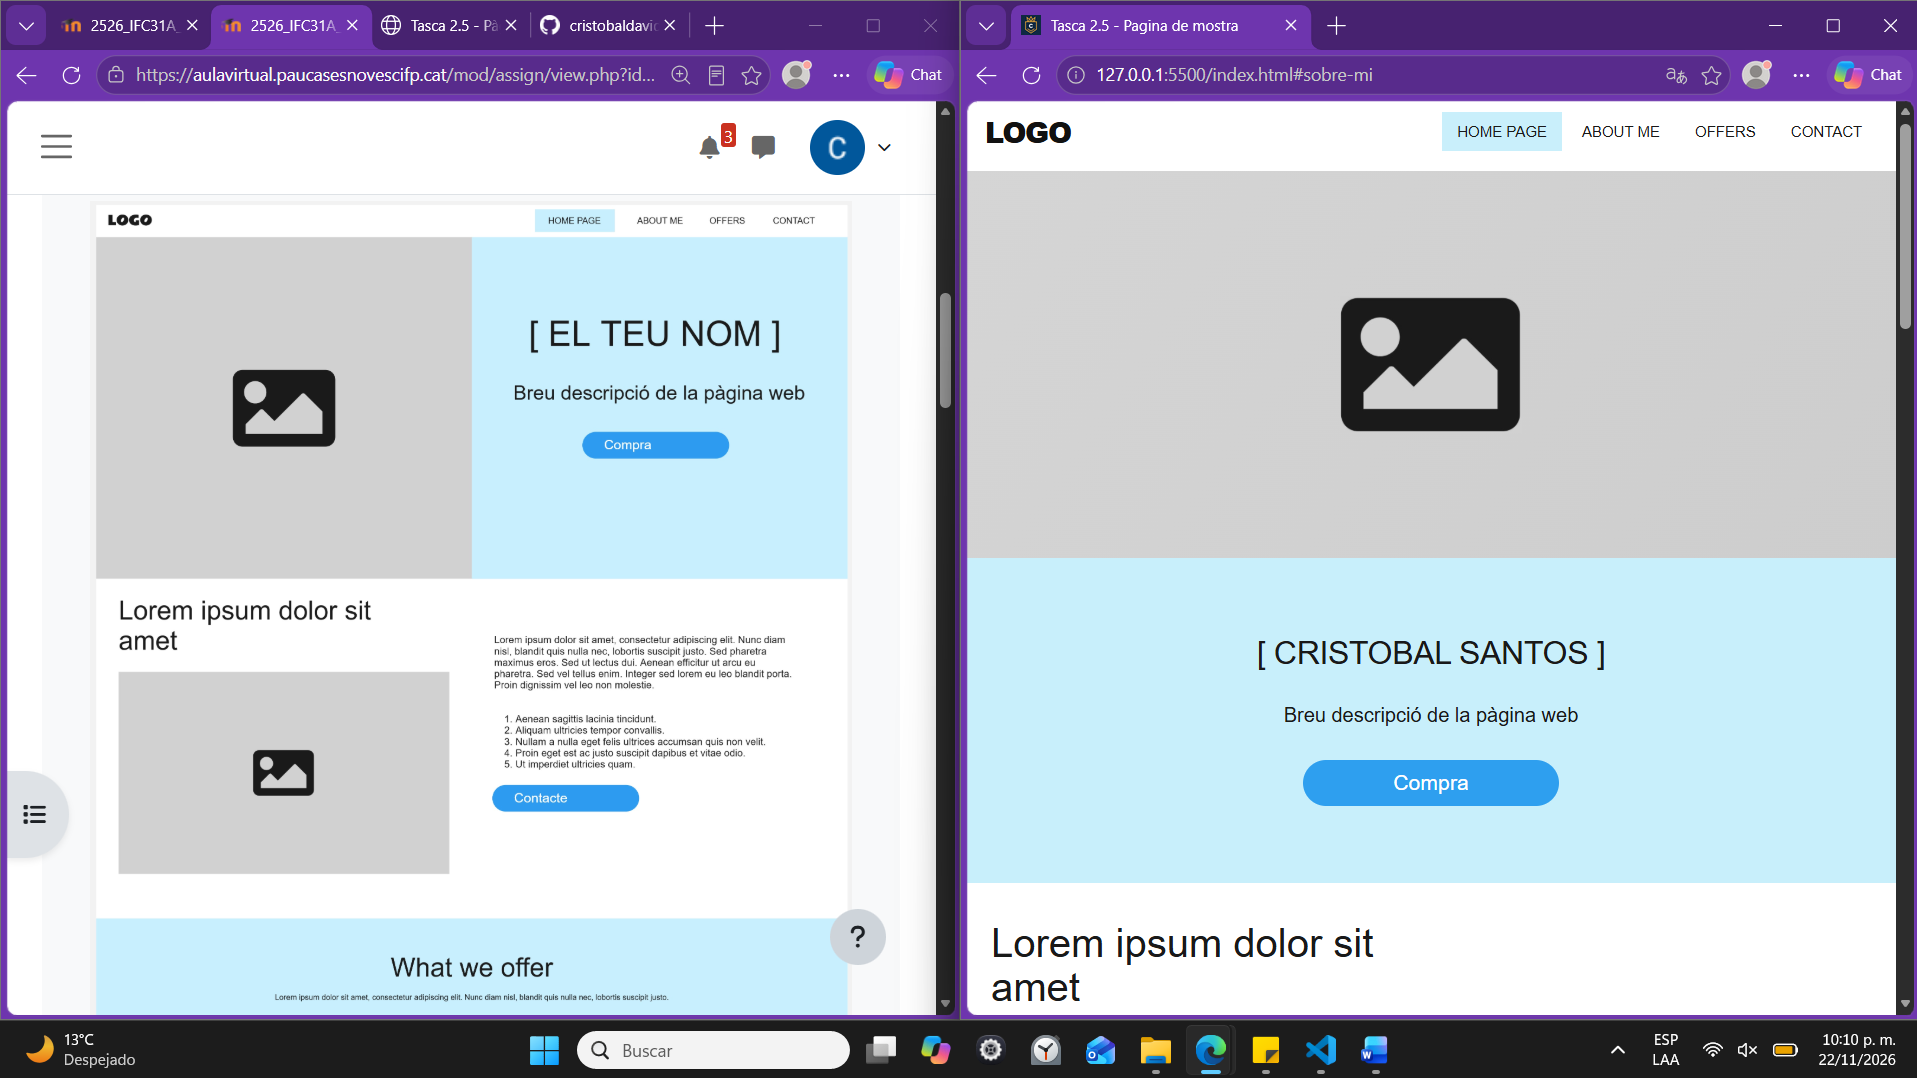 2526_IFC31A_
2526_IFC31A_
Tasca 2.5 - Pà
cristobaldavid
https://aulavirtual.paucasesnovescifp.cat/mod/assign/view.php?id...
Chat
3
C
LOGO
HOME PAGE
ABOUT ME
OFFERS
CONTACT
[ EL TEU NOM ]
Breu descripció de la pàgina web
Compra
Lorem ipsum dolor sit
amet
Lorem ipsum dolor sit amet, consectetur adipiscing elit. Nunc diam
nisl, blandit quis nulla nec, lobortis suscipit justo. Sed pharetra
maximus eros. Sed ut lectus dui. Aenean efficitur ut arcu eu
pharetra. Sed vel tellus enim. Integer sed lorem eu leo blandit porta.
Proin dignissim vel leo non molestie.
1. Aenean sagittis lacinia tincidunt.
2. Aliquam ultricies tempor convallis.
3. Nullam a nulla eget felis ultrices accumsan quis non velit.
4. Proin eget est ac justo suscipit dapibus et vitae odio.
5. Ut imperdiet ultricies quam.
Contacte
?
What we offer
Lorem ipsum dolor sit amet, consectetur adipiscing elit. Nunc diam nisl, blandit quis nulla nec, lobortis suscipit justo.
Tasca 2.5 - Pagina de mostra
127.0.0.1:5500/index.html#sobre-mi
Chat
LOGO
HOME PAGE
ABOUT ME
OFFERS
CONTACT
[ CRISTOBAL SANTOS ]
Breu descripció de la pàgina web
Compra
Lorem ipsum dolor sit
amet
13°C
Despejado
Buscar
ESP
LAA
10:10 p. m.
22/11/2026